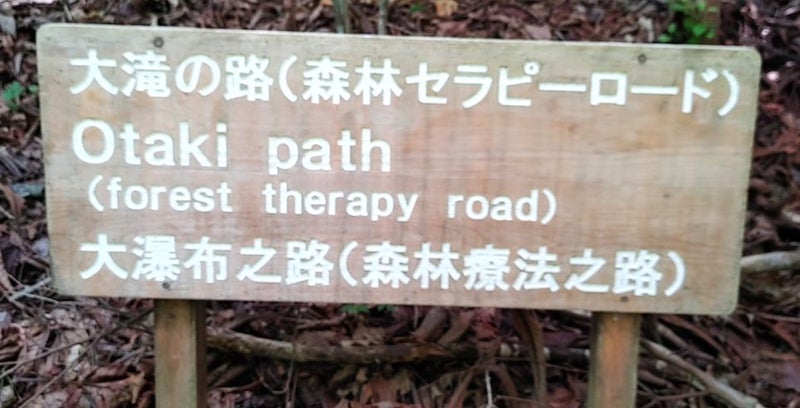 大滝の路(森林セラピーロード)
Otaki path
(forest therapy road)
大瀑布之路(森林療法之路)